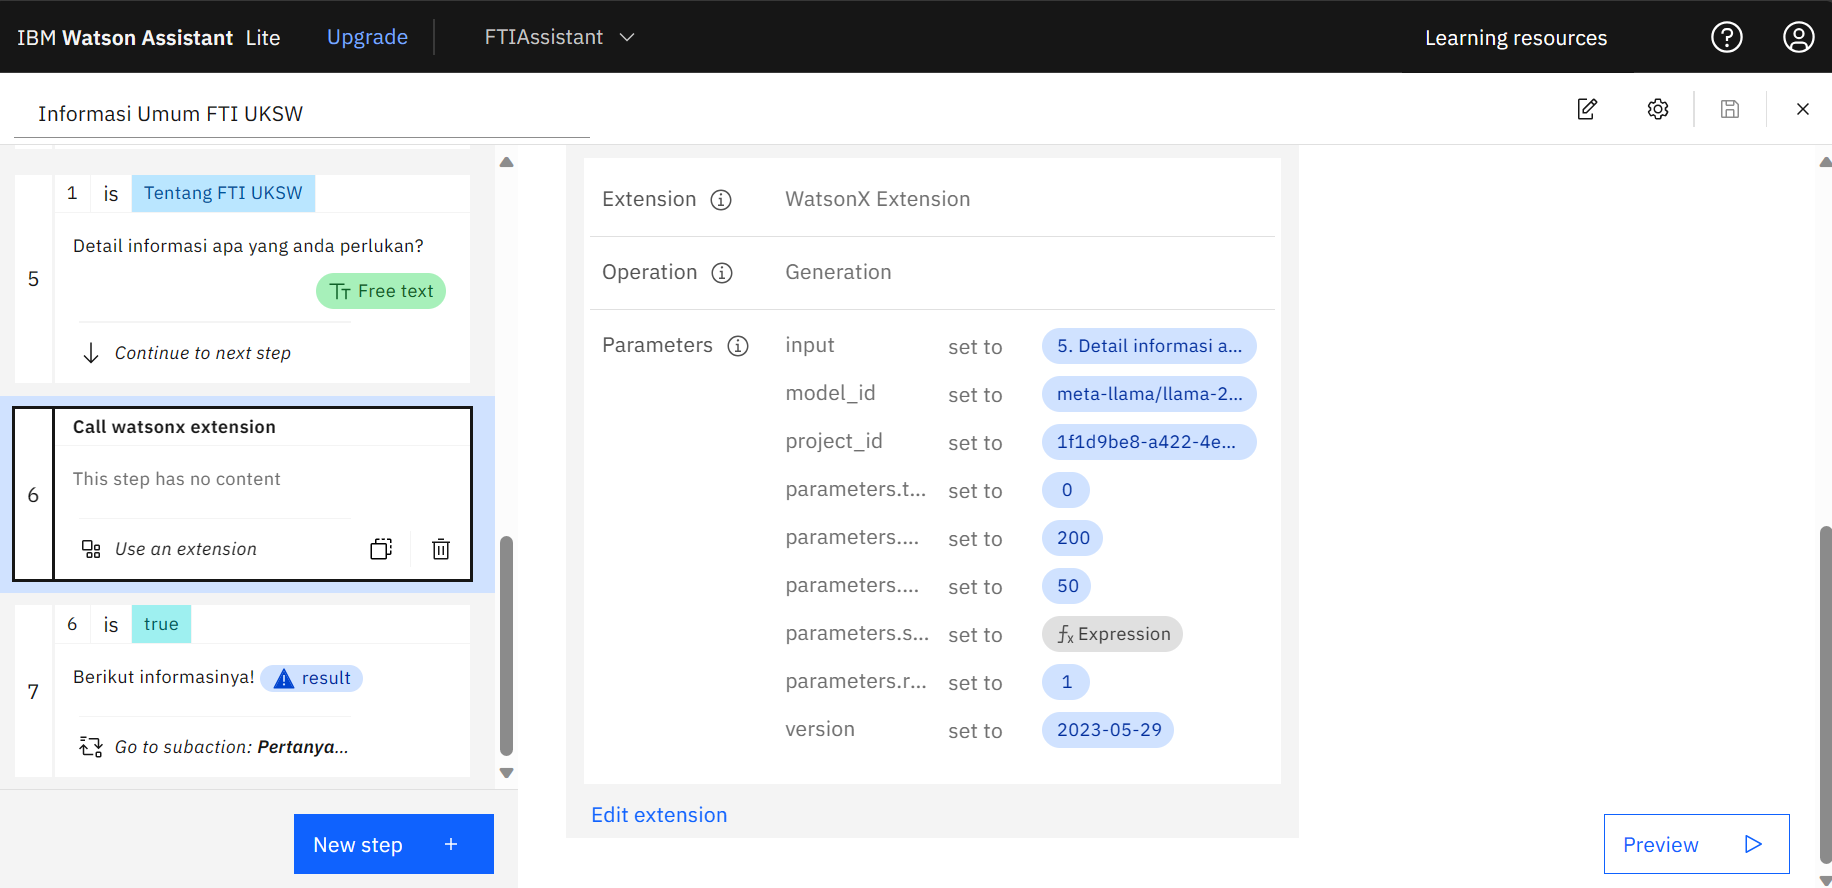 IBM Watson Assistant Lite
Upgrade
FTIAssistant
Learning resources
Informasi Umum FTI UKSW
1 is Tentang FTI UKSW
5
Detail informasi apa yang anda perlukan?
Free text
Continue to next step
6
Call watsonx extension
This step has no content
Use an extension
6 is true
7
Berikut informasinya! result
Go to subaction: Pertanya...
New step +
Extension WatsonX Extension
Operation Generation
Parameters input set to 5. Detail informasi a...
model_id set to meta-llama/llama-2...
project_id set to 1f1d9be8-a422-4e...
parameters.t... set to 0
parameters.... set to 200
parameters.... set to 50
parameters.s... set to fx Expression
parameters.r... set to 1
version set to 2023-05-29
Edit extension
Preview